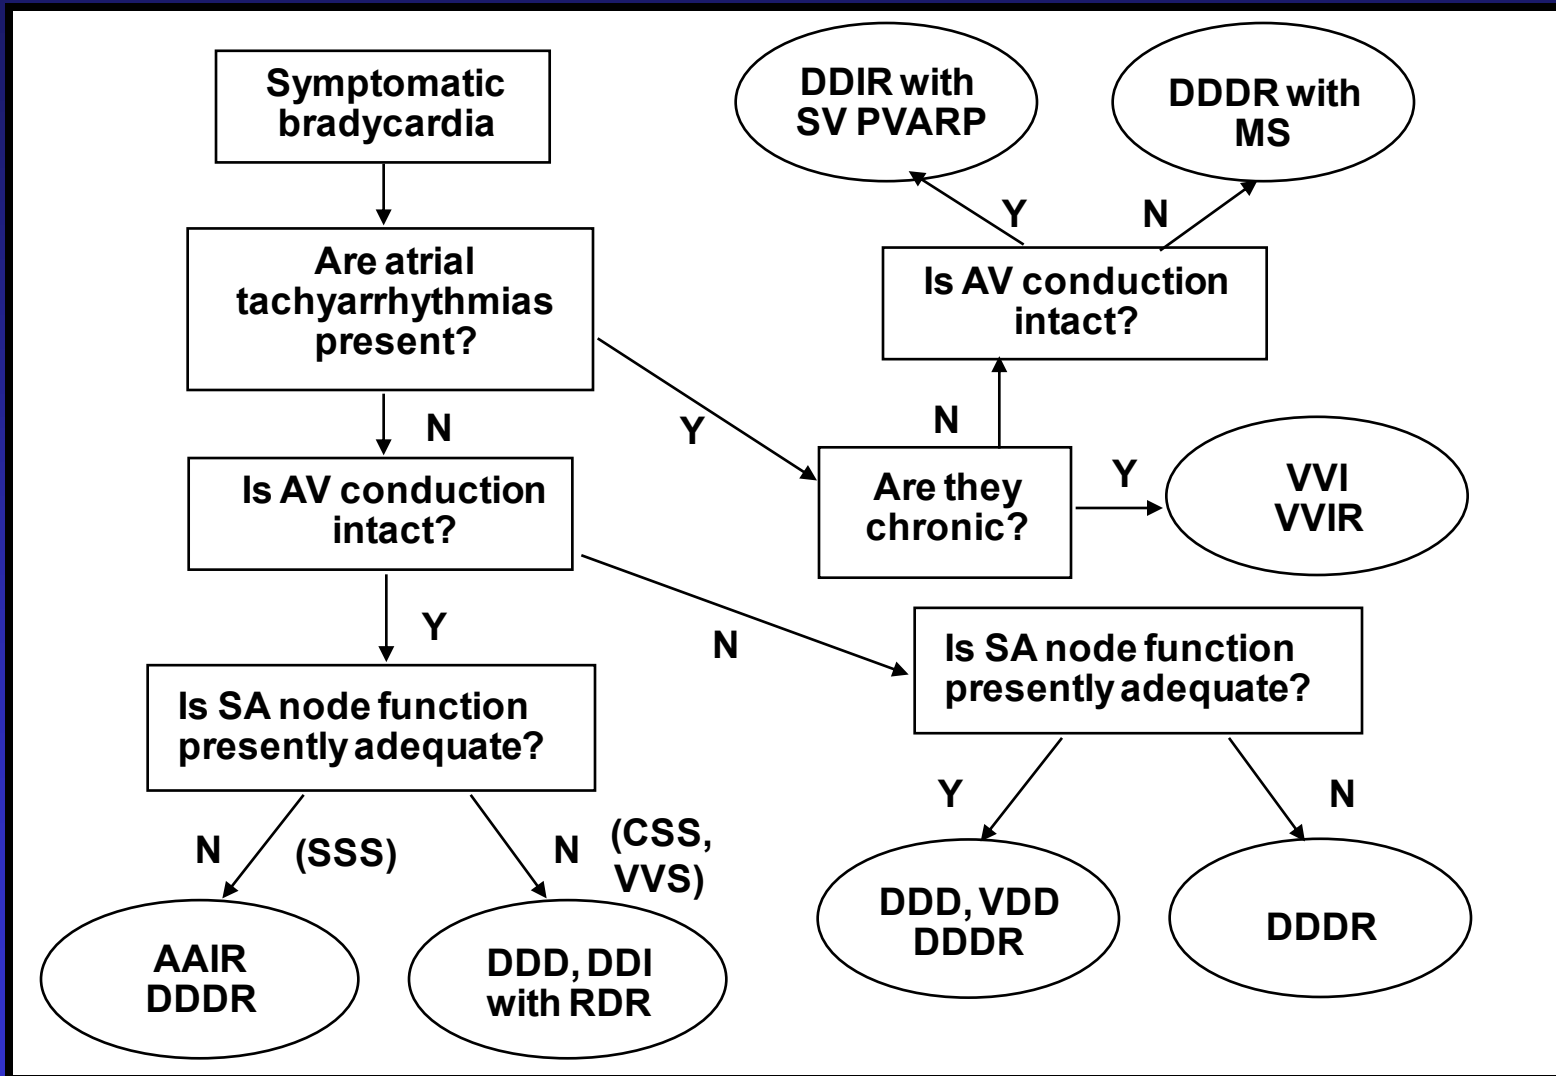 Symptomatic
bradycardia
DDIR with
SV PVARP
DDDR with
MS
Y
N
Are atrial
tachyarrhythmias
present?
Is AV conduction
intact?
N
Y
N
Is AV conduction
intact?
Are they
chronic?
Y
VVI
VVIR
Y
N
Is SA node function
presently adequate?
Is SA node function
presently adequate?
Y
N
N
(SSS)
N
(CSS,
VVS)
AAIR
DDDR
DDD, DDI
with RDR
DDD, VDD
DDDR
DDDR